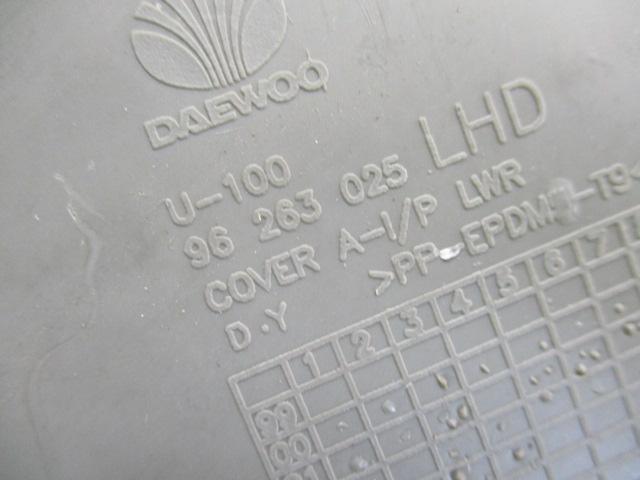 DAEWOO
U-100 LHD
96 263 025
COVER A-I/P LWR
D.Y >PP-EPDM -T9<
1 2 3 4 5 6 7
99
00